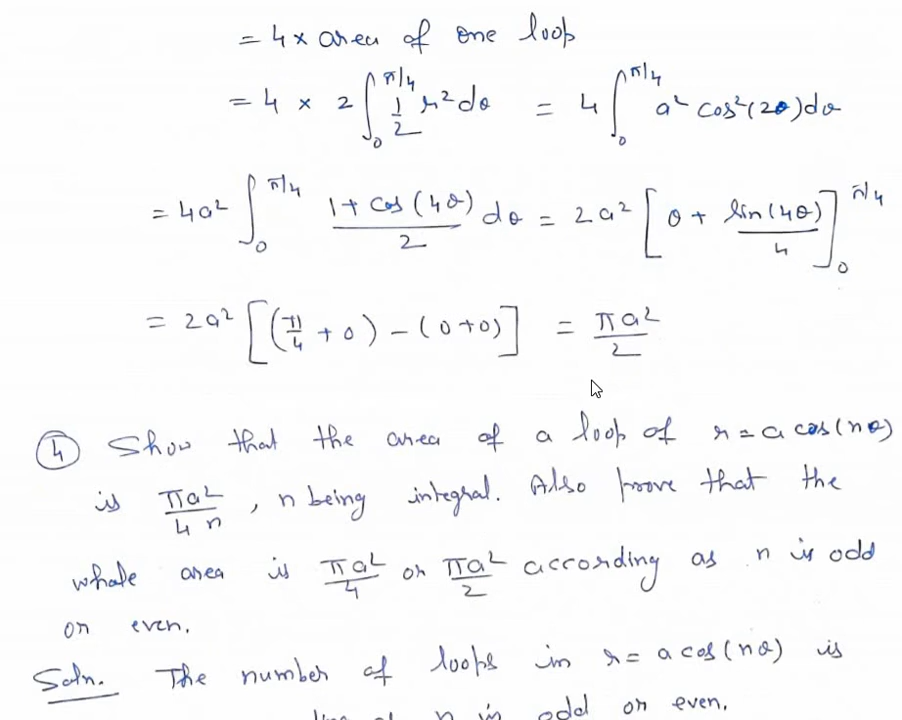 = 4 × area of one loop
= 4 × 2 ∫₀^{π/4} 1/2 r² dθ = 4 ∫₀^{π/4} a² cos²(2θ) dθ
= 4a² ∫₀^{π/4} (1 + cos(4θ))/2 dθ = 2a² [θ + sin(4θ)/4]₀^{π/4}
= 2a² [(π/4 + 0) - (0+0)] = πa²/2
④ Show that the area of a loop of r = a cos(nθ)
is πa²/4n, n being integral. Also prove that the
whole area is πa²/4 or πa²/2 according as n is odd
or even.
Soln. The number of loops in r = a cos(nθ) is
n is odd or even.